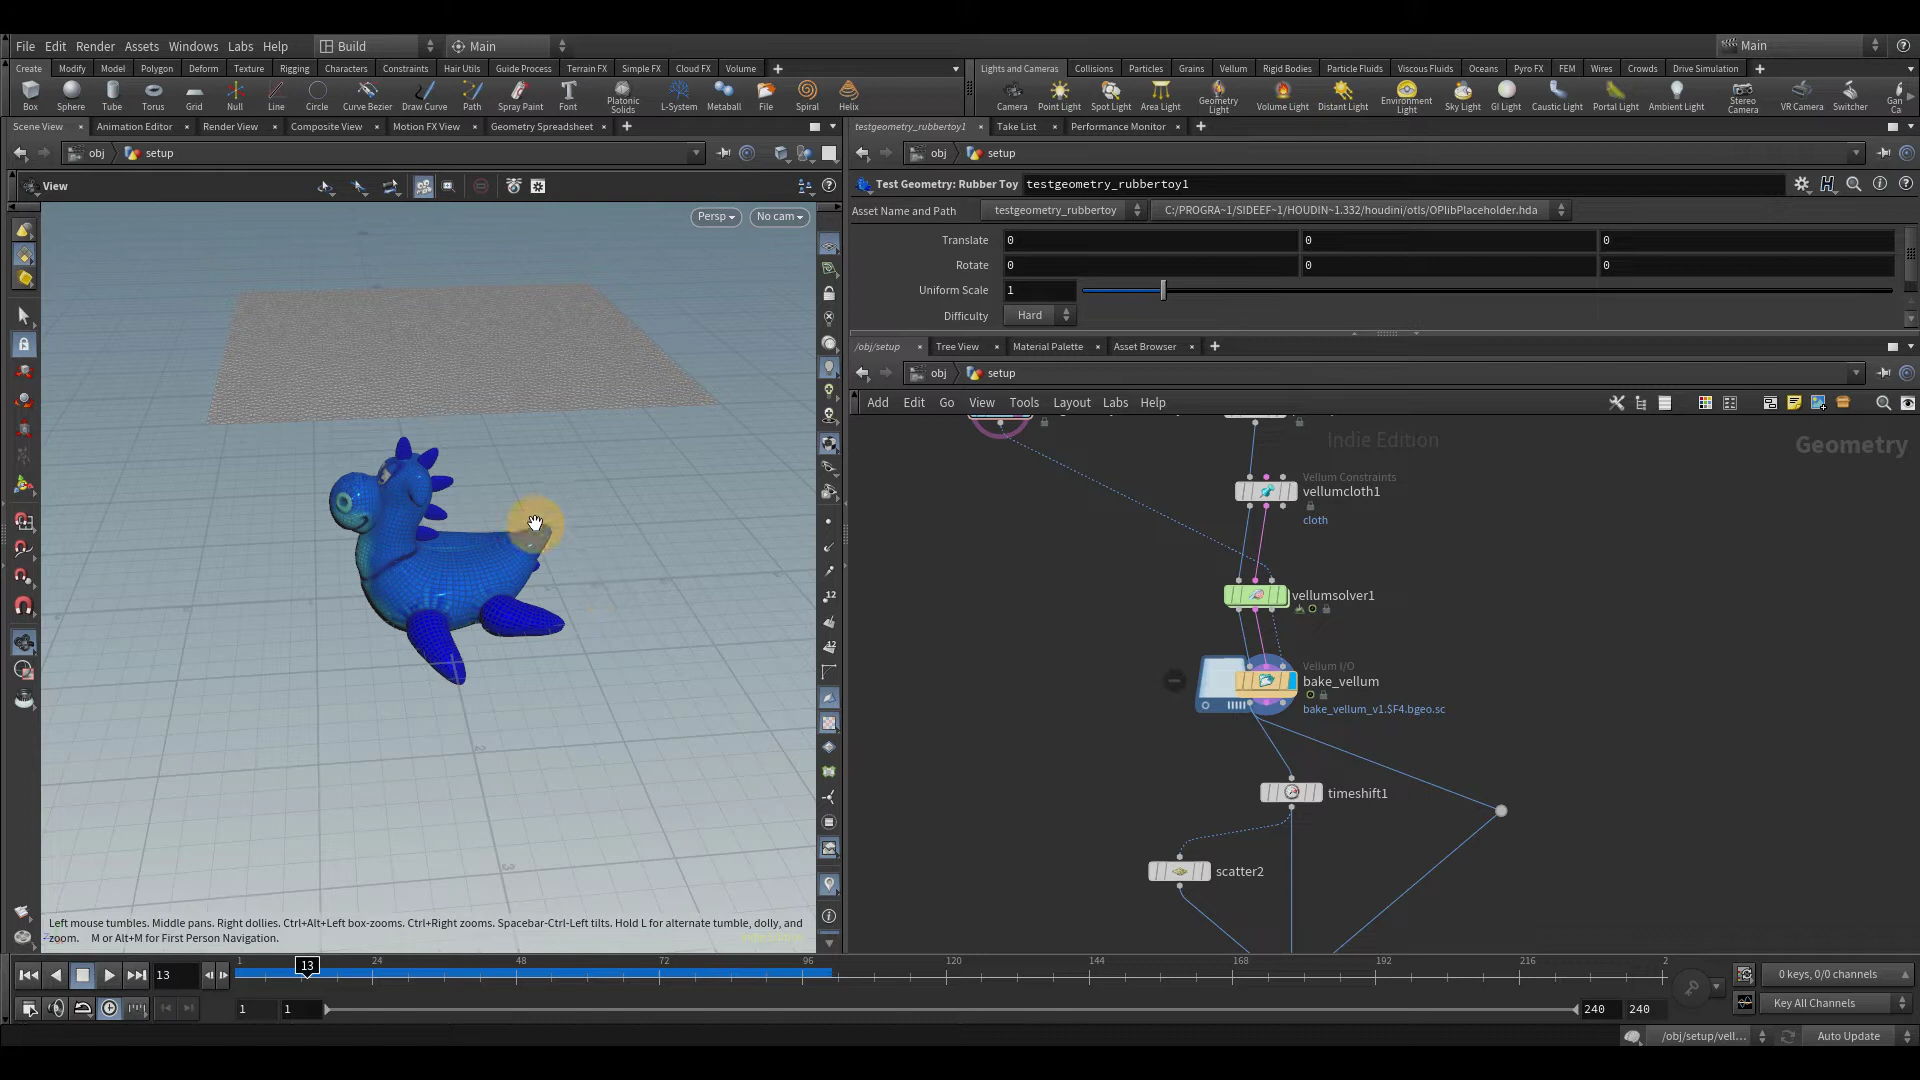 File Edit Render Assets Windows Labs Help Build Main Main
Create Modify Model Polygon Deform Texture Rigging Characters Constraints Hair Utils Guide Process Terrain FX Simple FX Cloud FX Volume
Lights and Cameras Collisions Particles Grains Vellum Rigid Bodies Particle Fluids Viscous Fluids Oceans Pyro FX FEM Wires Crowds Drive Simulation
Box Sphere Tube Torus Grid Null Line Circle Curve Bezier Draw Curve Path Spray Paint Font Platonic Solids L-System Metaball File Spiral Helix
Camera Point Light Spot Light Area Light Geometry Light Volume Light Distant Light Environment Light Sky Light GI Light Caustic Light Portal Light Ambient Light Stereo Camera VR Camera Switcher
Scene View Animation Editor Render View Composite View Motion FX View Geometry Spreadsheet
testgeometry_rubbertoy1 Take List Performance Monitor
obj setup
obj setup
View
Persp No cam
Test Geometry: Rubber Toy testgeometry_rubbertoy1
Asset Name and Path testgeometry_rubbertoy C:/PROGRA~1/SIDEEF~1/HOUDIN~1.332/houdini/otls/OPlibPlaceholder.hda
Translate 0 0 0
Rotate 0 0 0
Uniform Scale 1
Difficulty Hard
/obj/setup Tree View Material Palette Asset Browser
obj setup
Add Edit Go View Tools Layout Labs Help
Indie Edition
Geometry
Vellum Constraints
vellumcloth1
cloth
vellumsolver1
Vellum I/O
bake_vellum
bake_vellum_v1.$F4.bgeo.sc
timeshift1
scatter2
Left mouse tumbles. Middle pans. Right dollies. Ctrl+Alt+Left box-zooms. Ctrl+Right zooms. Spacebar-Ctrl-Left tilts. Hold L for alternate tumble, dolly, and
zoom. M or Alt+M for First Person Navigation.
13 1 13 24 48 72 96 120 144 168 192 216 2
0 keys, 0/0 channels
1 1 240 240
Key All Channels
/obj/setup/vell... Auto Update